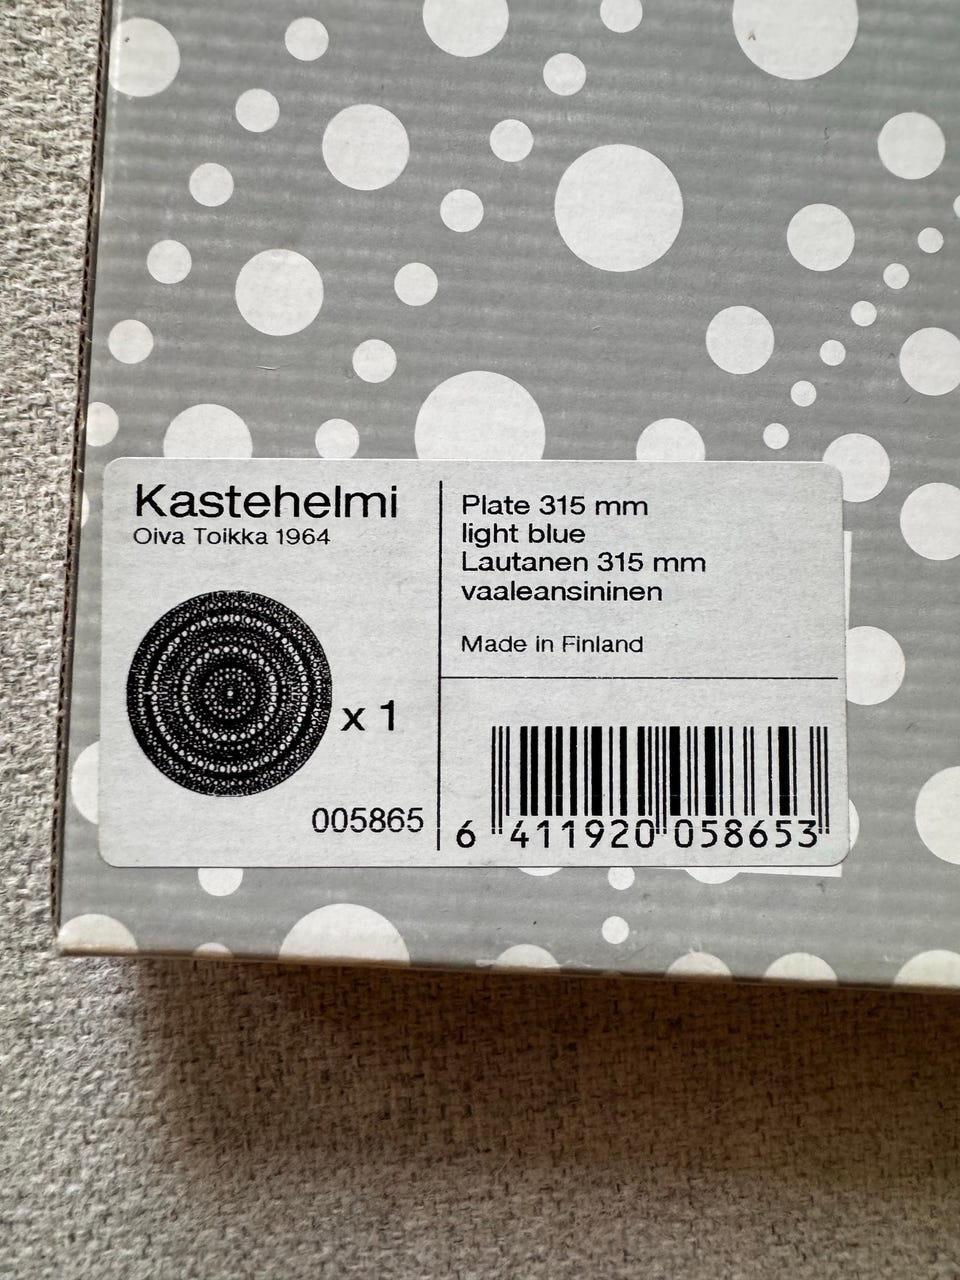 Kastehelmi
Oiva Toikka 1964
x 1
005865
Plate 315 mm
light blue
Lautanen 315 mm
vaaleansininen
Made in Finland
6 411920 058653